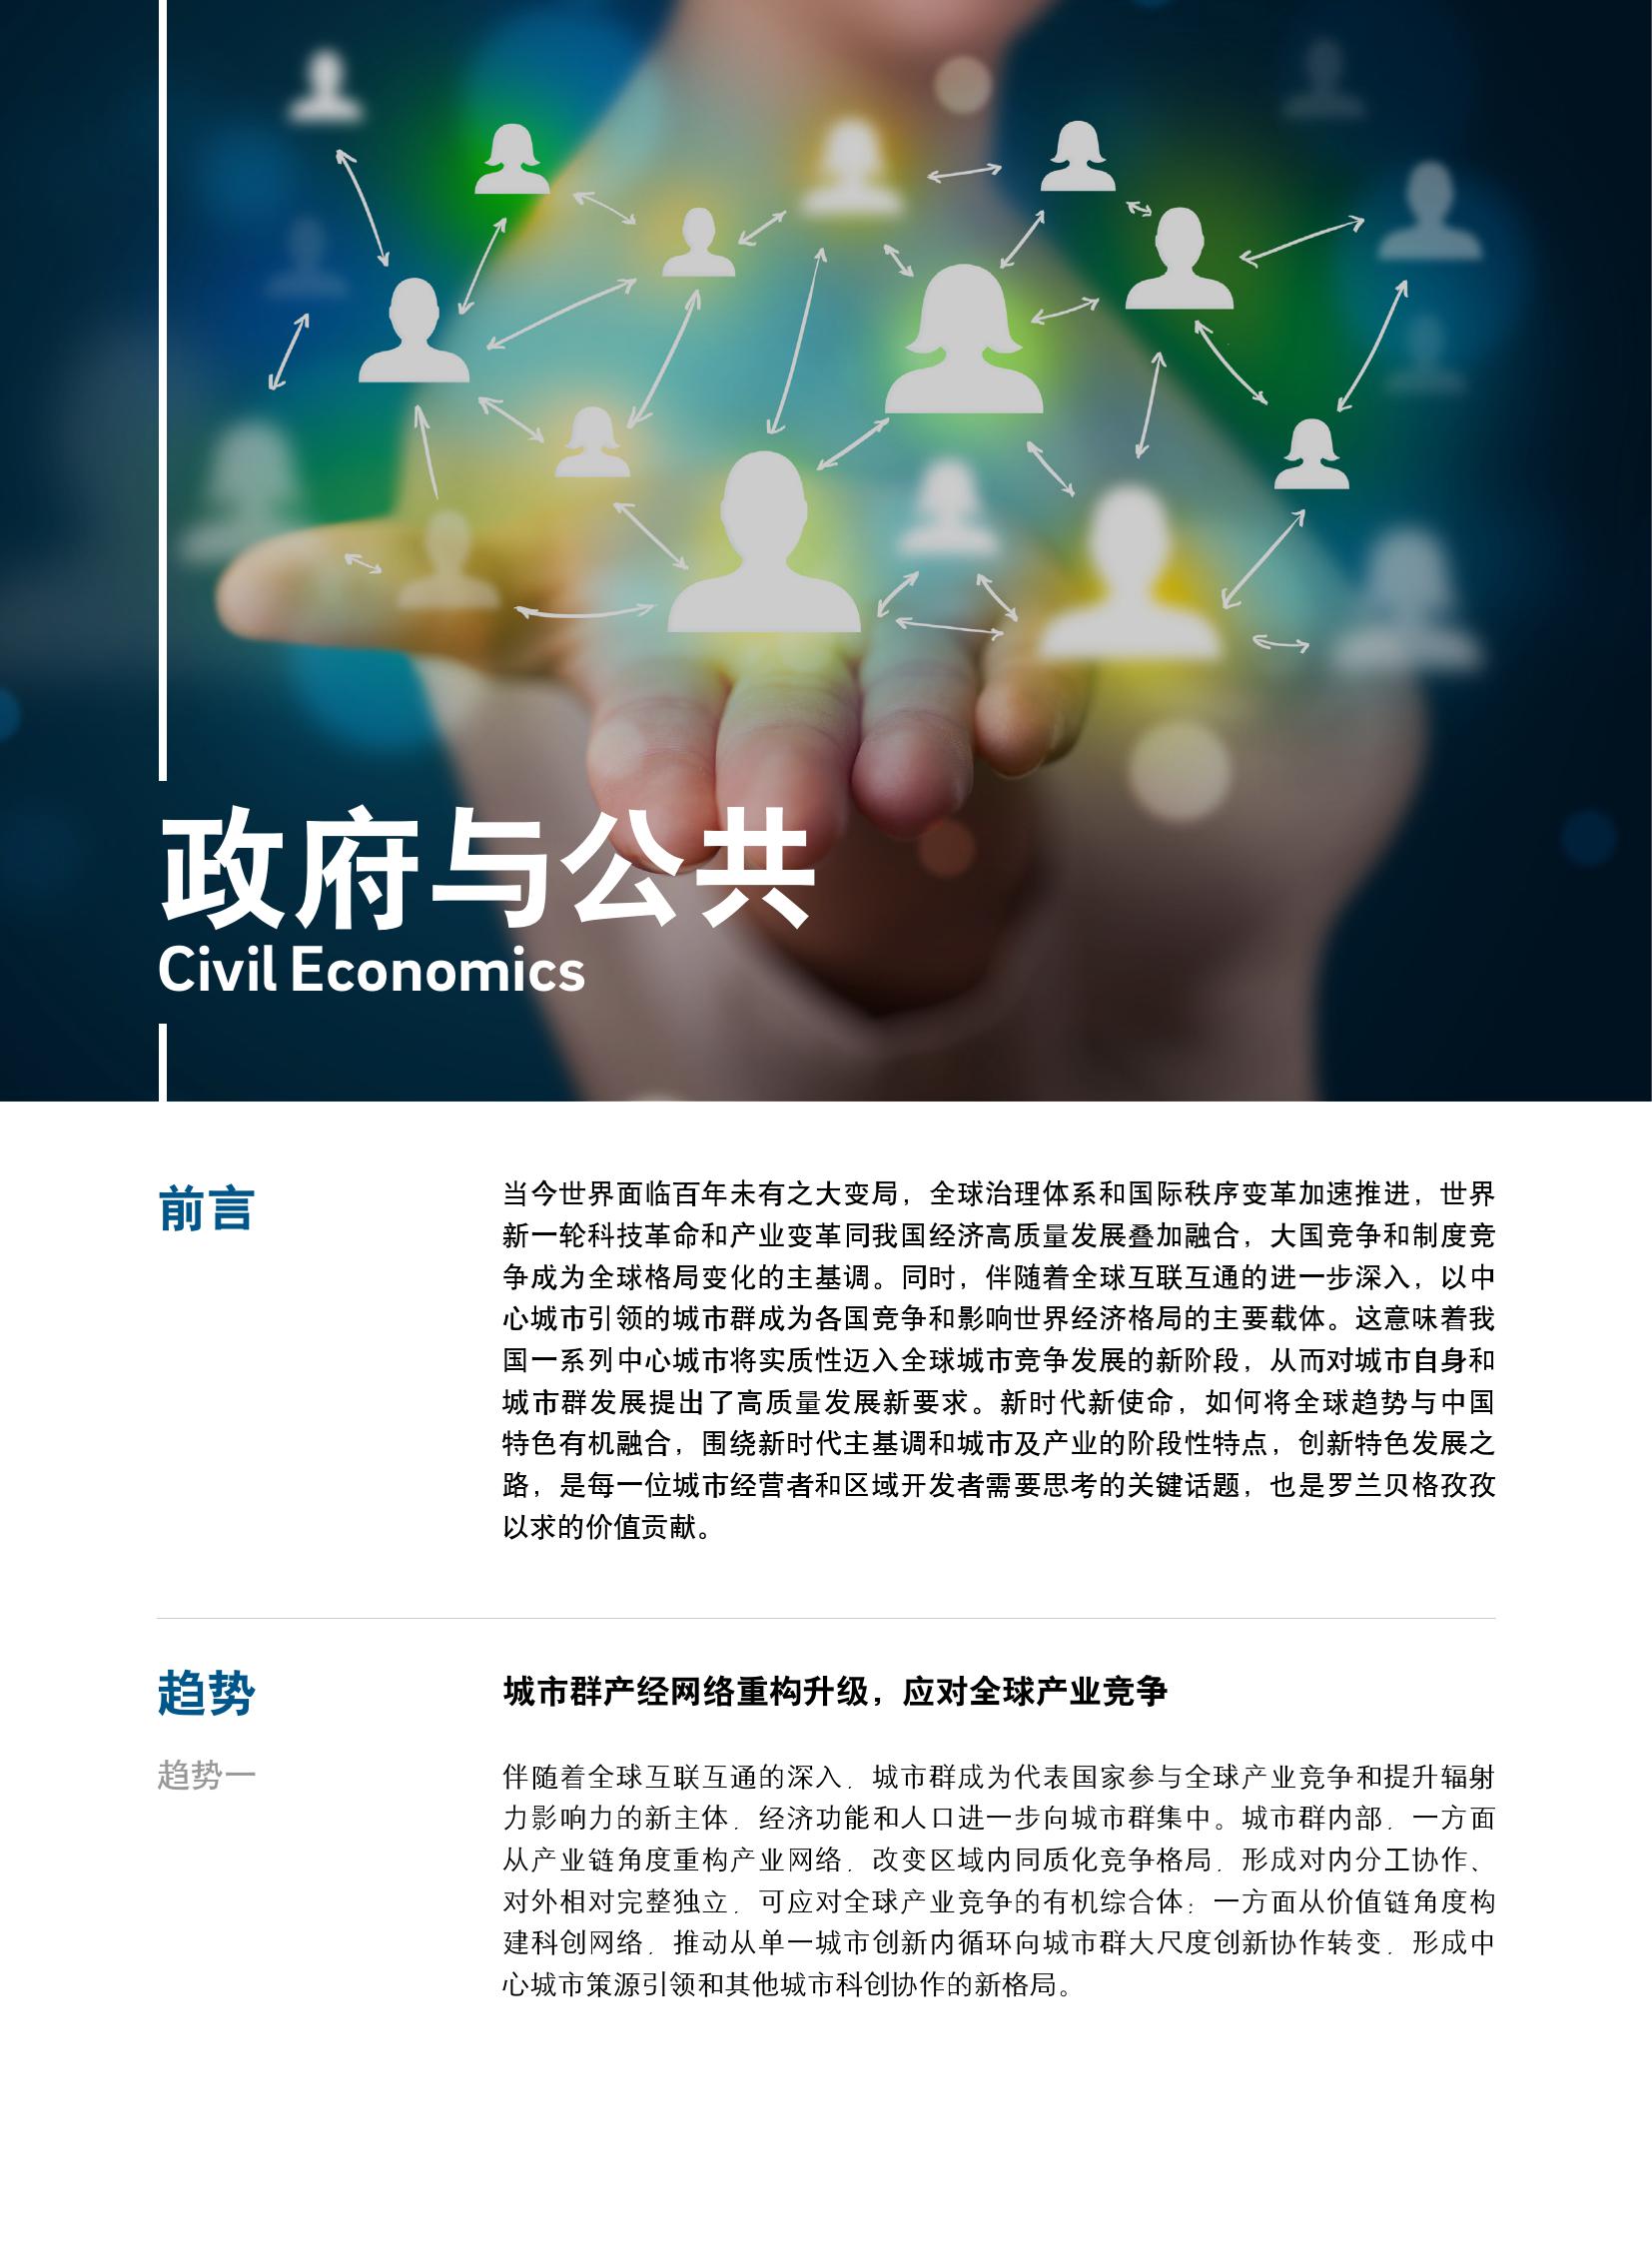 政府与公共
Civil Economics
前言
当今世界面临百年未有之大变局，全球治理体系和国际秩序变革加速推进，世界
新一轮科技革命和产业变革同我国经济高质量发展叠加融合，大国竞争和制度竞
争成为全球格局变化的主基调。同时，伴随着全球互联互通的进一步深入，以中
心城市引领的城市群成为各国竞争和影响世界经济格局的主要载体。这意味着我
国一系列中心城市将实质性迈入全球城市竞争发展的新阶段，从而对城市自身和
城市群发展提出了高质量发展新要求。新时代新使命，如何将全球趋势与中国
特色有机融合，围绕新时代主基调和城市及产业的阶段性特点，创新特色发展之
路，是每一位城市经营者和区域开发者需要思考的关键话题，也是罗兰贝格孜孜
以求的价值贡献。
趋势
城市群产经网络重构升级，应对全球产业竞争
趋势一
伴随着全球互联互通的深入，城市群成为代表国家参与全球产业竞争和提升辐射
力影响力的新主体，经济功能和人口进一步向城市群集中。城市群内部，一方面
从产业链角度重构产业网络，改变区域内同质化竞争格局，形成对内分工协作、
对外相对完整独立，可应对全球产业竞争的有机综合体；一方面从价值链角度构
建科创网络，推动从单一城市创新内循环向城市群大尺度创新协作转变，形成中
心城市策源引领和其他城市科创协作的新格局。